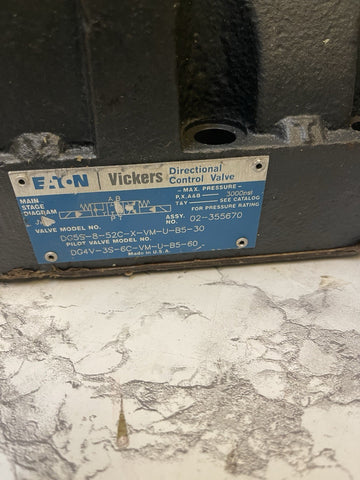 EATON Vickers Directional Control Valve
MAIN STAGE DIAGRAM
— MAX. PRESSURE —
P,X,A&B —— 3000psi
T&Y —— SEE CATALOG
FOR PRESSURE RATING
A B
P T
ASSY. NO. 02-355670
VALVE MODEL NO.
DG5S-8-52C-X-VM-U-B5-30
PILOT VALVE MODEL NO.
DG4V-3S-6C-VM-U-B5-60
Made in U.S.A.